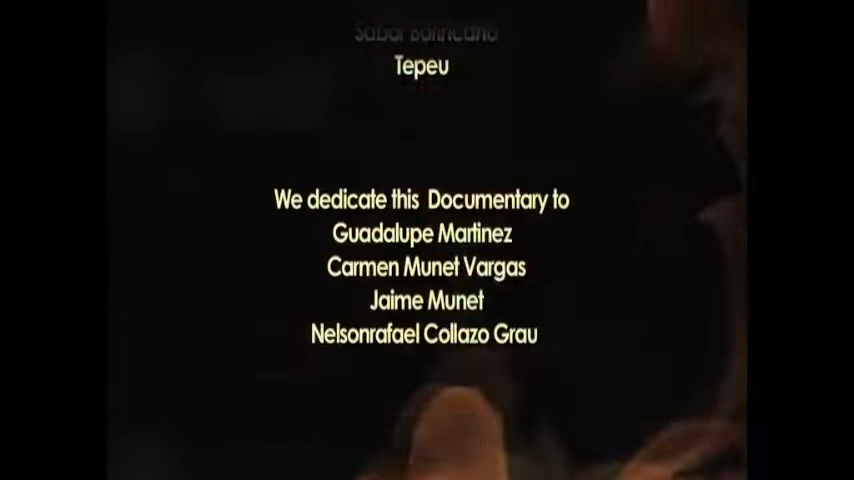 Tepeu
We dedicate this Documentary to
Guadalupe Martinez
Carmen Munet Vargas
Jaime Munet
Nelsonrafael Collazo Grau